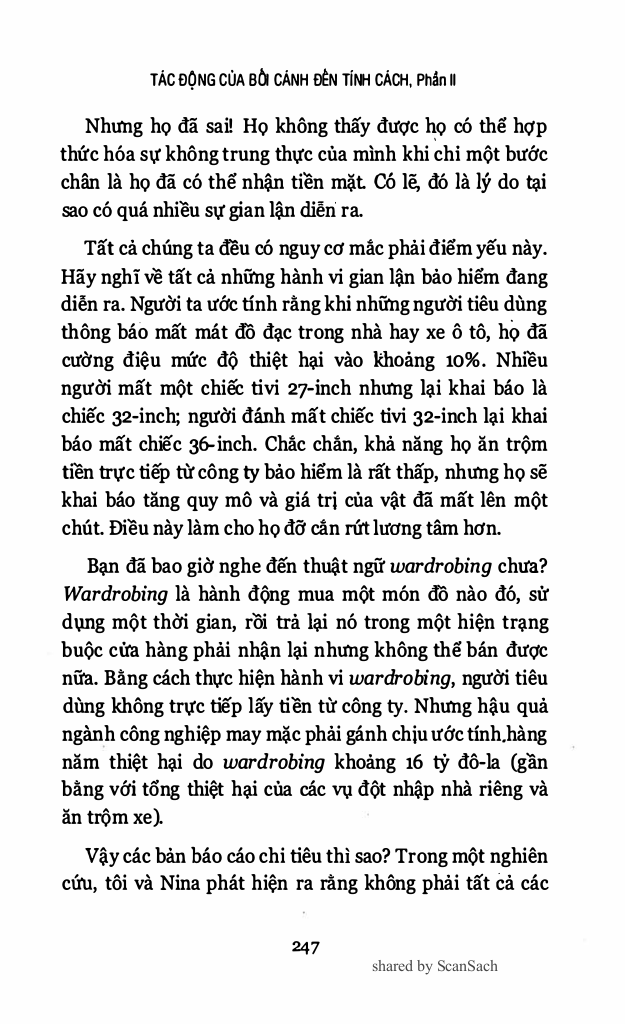 TÁC ĐỘNG CỦA BỐI CẢNH ĐẾN TÍNH CÁCH, Phần II
Nhưng họ đã sai! Họ không thấy được họ có thể hợp
thức hóa sự không trung thực của mình khi chỉ một bước
chân là họ đã có thể nhận tiền mặt. Có lẽ, đó là lý do tại
sao có quá nhiều sự gian lận diễn ra.
Tất cả chúng ta đều có nguy cơ mắc phải điểm yếu này.
Hãy nghĩ về tất cả những hành vi gian lận bảo hiểm đang
diễn ra. Người ta ước tính rằng khi những người tiêu dùng
thông báo mất mát đồ đạc trong nhà hay xe ô tô, họ đã
cường điệu mức độ thiệt hại vào khoảng 10%. Nhiều
người mất một chiếc tivi 27-inch nhưng lại khai báo là
chiếc 32-inch; người đánh mất chiếc tivi 32-inch lại khai
báo mất chiếc 36-inch. Chắc chắn, khả năng họ ăn trộm
tiền trực tiếp từ công ty bảo hiểm là rất thấp, nhưng họ sẽ
khai báo tăng quy mô và giá trị của vật đã mất lên một
chút. Điều này làm cho họ đỡ cắn rứt lương tâm hơn.
Bạn đã bao giờ nghe đến thuật ngữ wardrobing chưa?
Wardrobing là hành động mua một món đồ nào đó, sử
dụng một thời gian, rồi trả lại nó trong một hiện trạng
buộc cửa hàng phải nhận lại nhưng không thể bán được
nữa. Bằng cách thực hiện hành vi wardrobing, người tiêu
dùng không trực tiếp lấy tiền từ công ty. Nhưng hậu quả
ngành công nghiệp may mặc phải gánh chịu ước tính hàng
năm thiệt hại do wardrobing khoảng 16 tỷ đô-la (gần
bằng với tổng thiệt hại của các vụ đột nhập nhà riêng và
ăn trộm xe).
Vậy các bản báo cáo chi tiêu thì sao? Trong một nghiên
cứu, tôi và Nina phát hiện ra rằng không phải tất cả các
247
shared by ScanSach